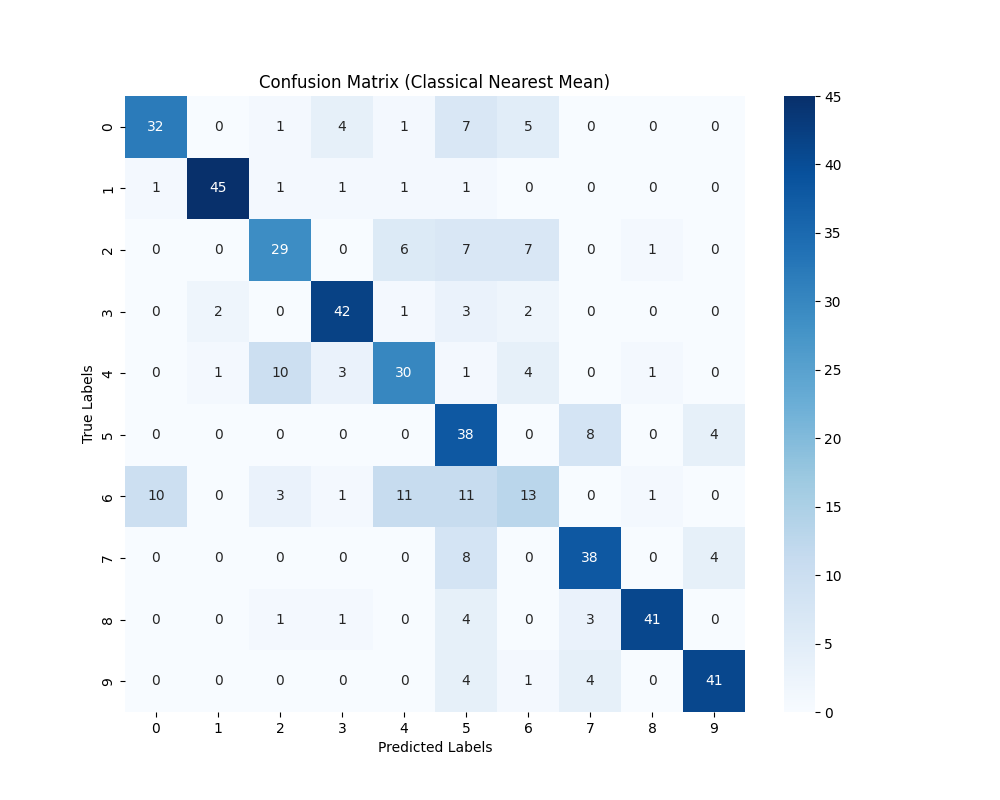 Confusion Matrix (Classical Nearest Mean)
0 32 0 1 4 1 7 5 0 0 0
1 1 45 1 1 1 1 0 0 0 0
2 0 0 29 0 6 7 7 0 1 0
3 0 2 0 42 1 3 2 0 0 0
4 0 1 10 3 30 1 4 0 1 0
5 0 0 0 0 0 38 0 8 0 4
6 10 0 3 1 11 11 13 0 1 0
7 0 0 0 0 0 8 0 38 0 4
8 0 0 1 1 0 4 0 3 41 0
9 0 0 0 0 0 4 1 4 0 41
True Labels
0 1 2 3 4 5 6 7 8 9
Predicted Labels
45
40
35
30
25
20
15
10
5
0